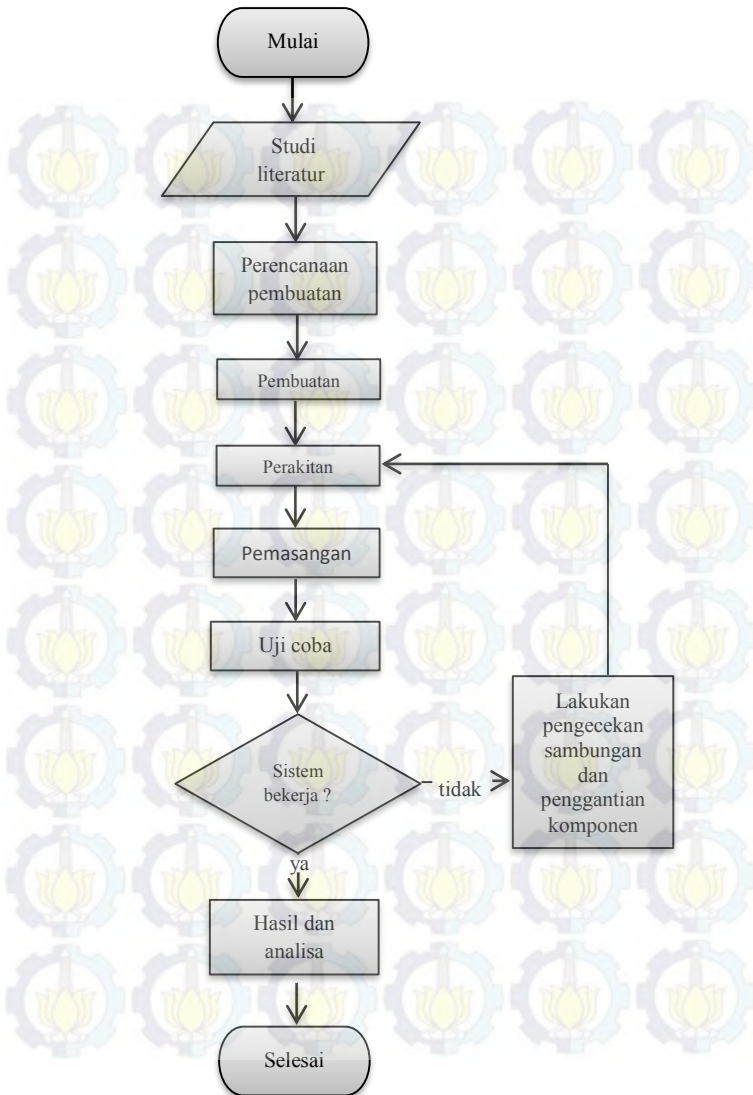 Mulai
Studi
literatur
Perencanaan
pembuatan
Pembuatan
Perakitan
Pemasangan
Uji coba
Sistem
bekerja ?
tidak
Lakukan
pengecekan
sambungan
dan
penggantian
komponen
ya
Hasil dan
analisa
Selesai